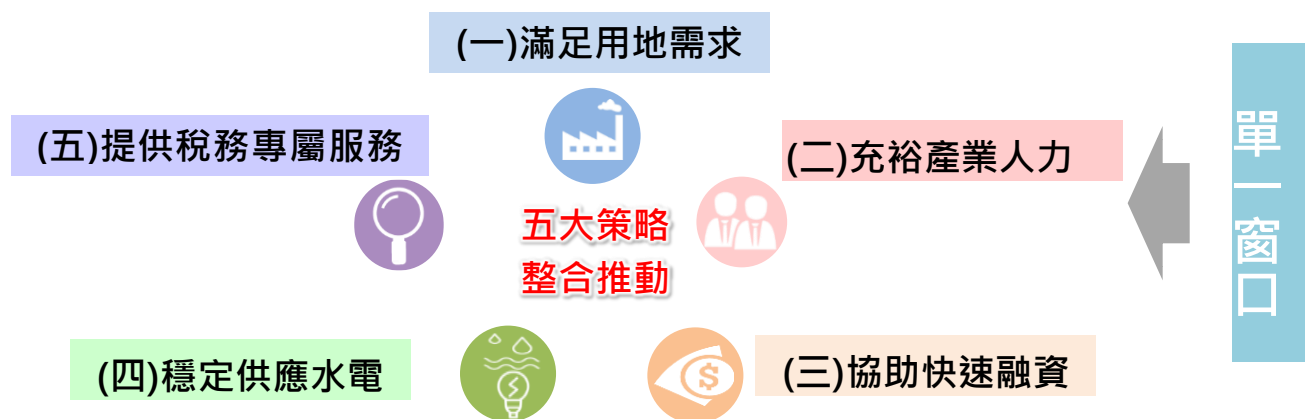 (一)滿足用地需求
(五)提供稅務專屬服務
(二)充裕產業人力
五大策略
整合推動
(四)穩定供應水電
(三)協助快速融資
$
單一窗口